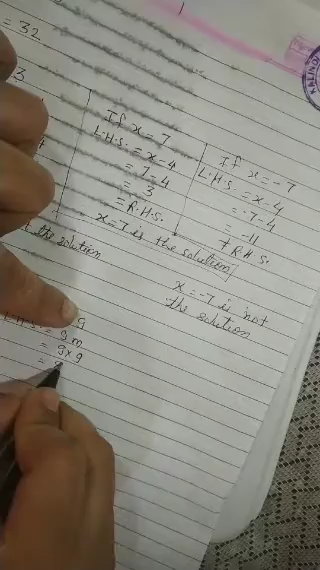 = 32
3
If x = 7
L.H.S. = x - 4
= 7 - 4
= 3
= R.H.S.
x = 7 is the solution
If x = -7
L.H.S. = x - 4
= -7 - 4
= -11
≠ R.H.S.
x = -7 is not
the solution
the solution
9
L.H.S. = 9m
= 9 x 9
=